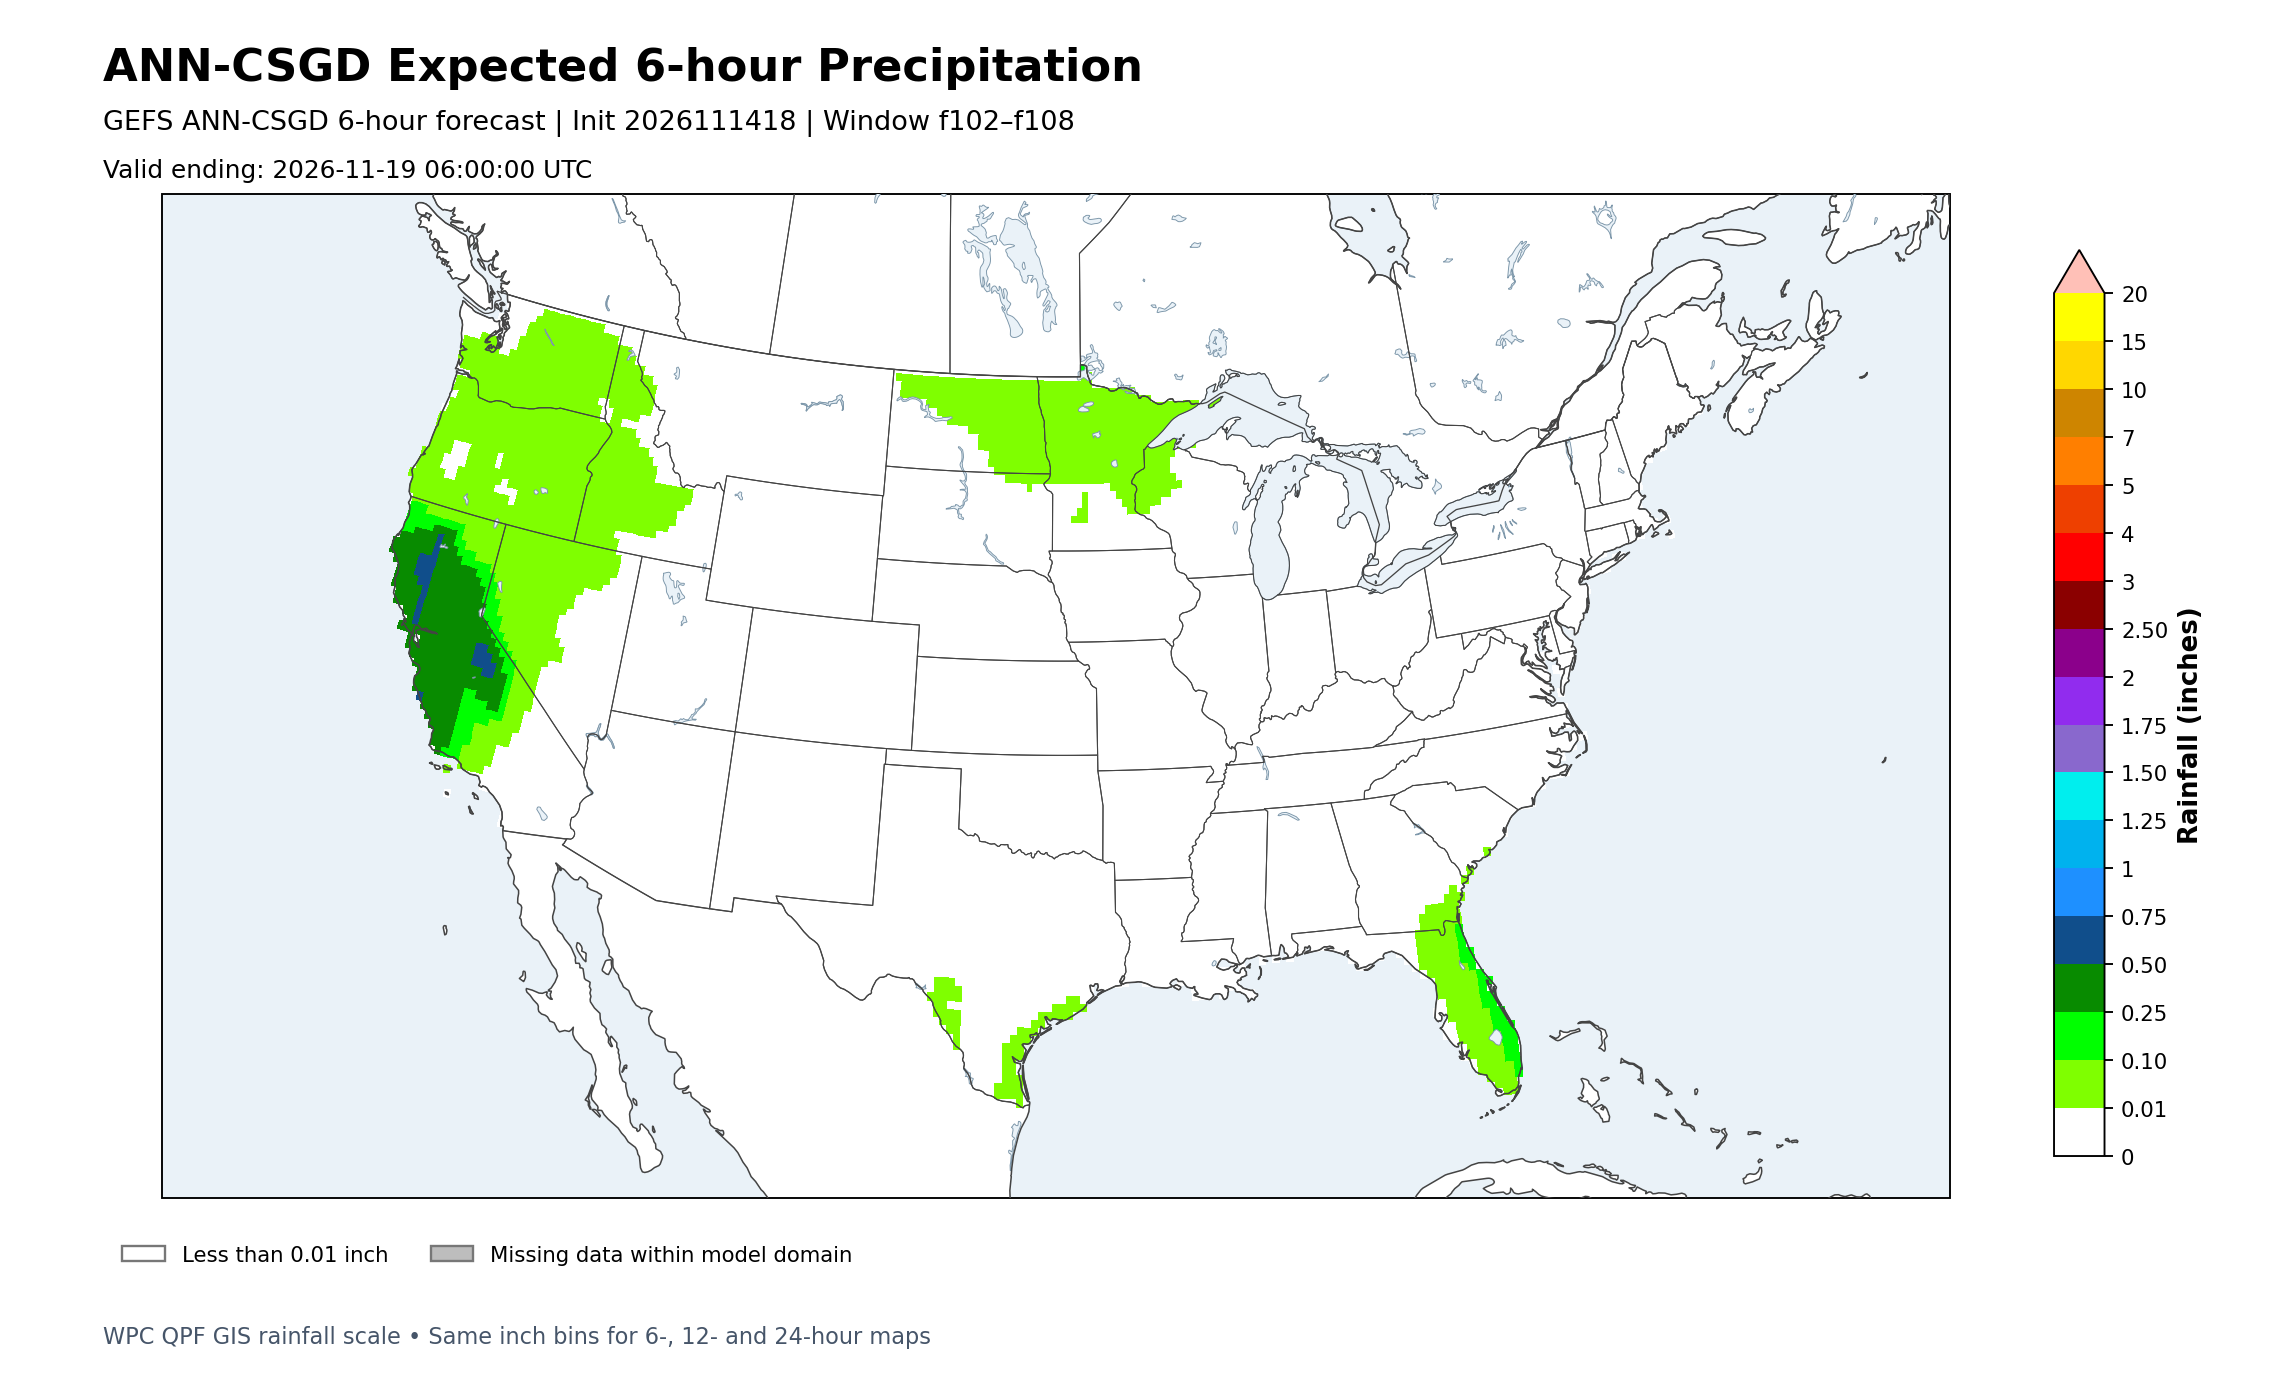 ANN-CSGD Expected 6-hour Precipitation
GEFS ANN-CSGD 6-hour forecast | Init 2026111418 | Window f102–f108
Valid ending: 2026-11-19 06:00:00 UTC
20
15
10
7
5
4
3
2.50
2
1.75
1.50
1.25
1
0.75
0.50
0.25
0.10
0.01
0
Rainfall (inches)
Less than 0.01 inch
Missing data within model domain
WPC QPF GIS rainfall scale • Same inch bins for 6-, 12- and 24-hour maps